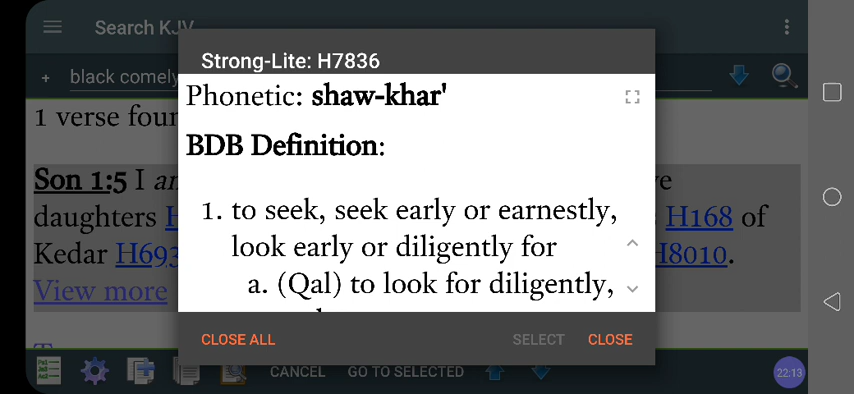 Search KJV
Strong-Lite: H7836
+ black comely
Phonetic: shaw-khar'
BDB Definition:
1. to seek, seek early or earnestly,
look early or diligently for
a. (Qal) to look for diligently,
1 verse
Son 1:5 I
daughters
H168 of
Kedar H693
H8010.
View more
CLOSE ALL
SELECT
CLOSE
CANCEL
GO TO SELECTED
22:13